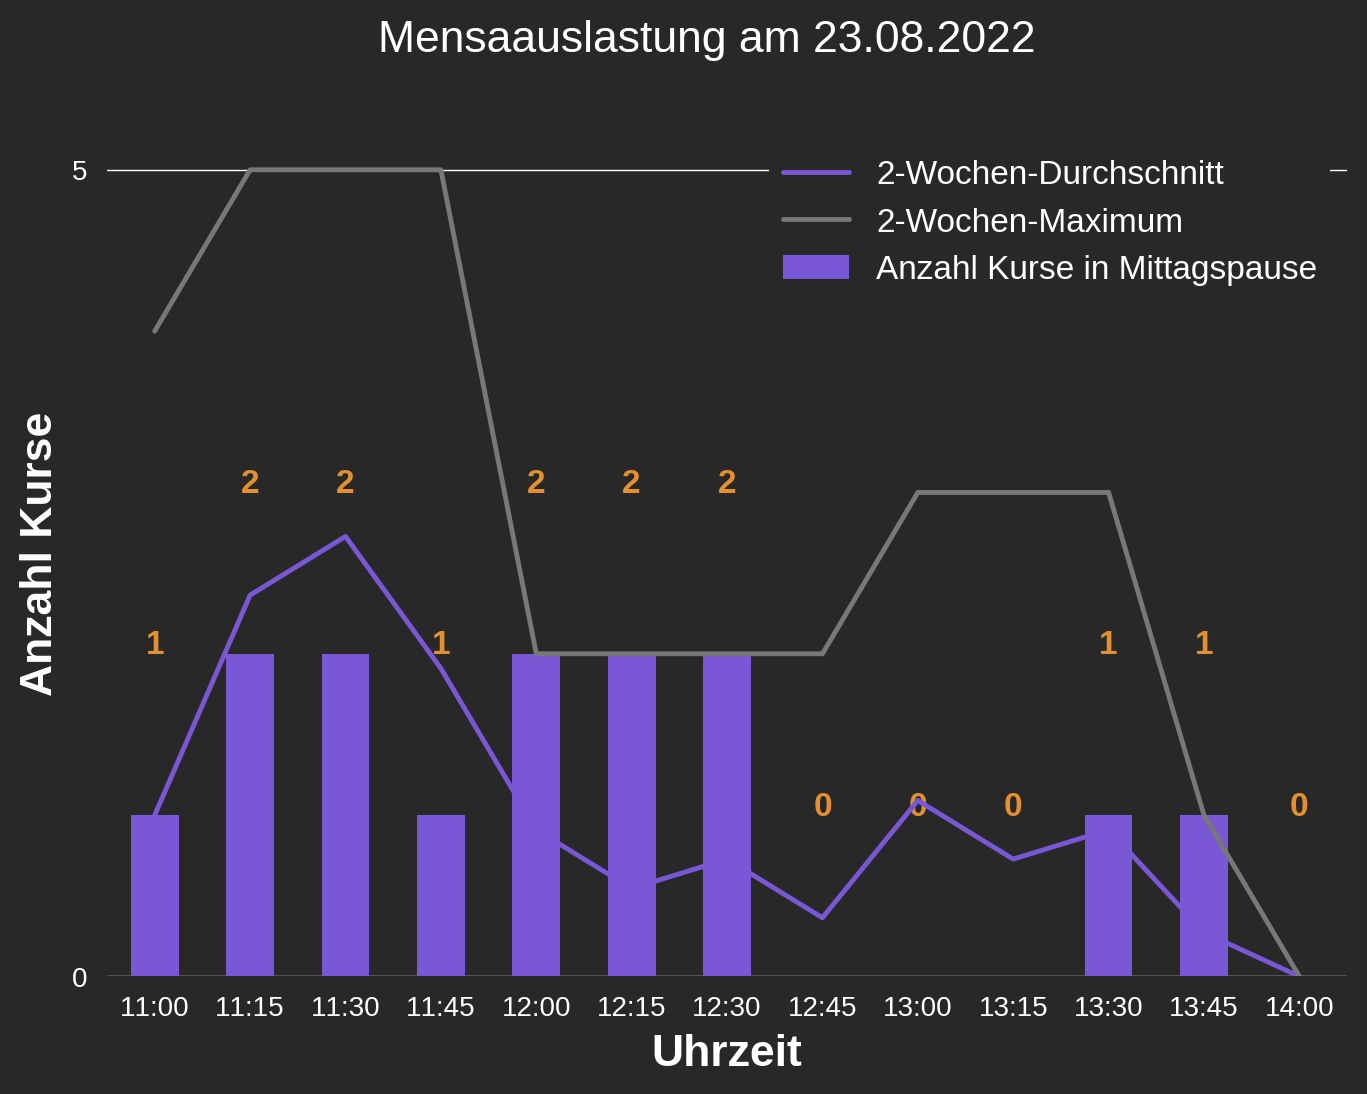 Mensaauslastung am 23.08.2022
5
2-Wochen-Durchschnitt
2-Wochen-Maximum
Anzahl Kurse in Mittagspause
Anzahl Kurse
2 2 2 2 2
1 1 1 1
0 0 0 0
0
11:00 11:15 11:30 11:45 12:00 12:15 12:30 12:45 13:00 13:15 13:30 13:45 14:00
Uhrzeit